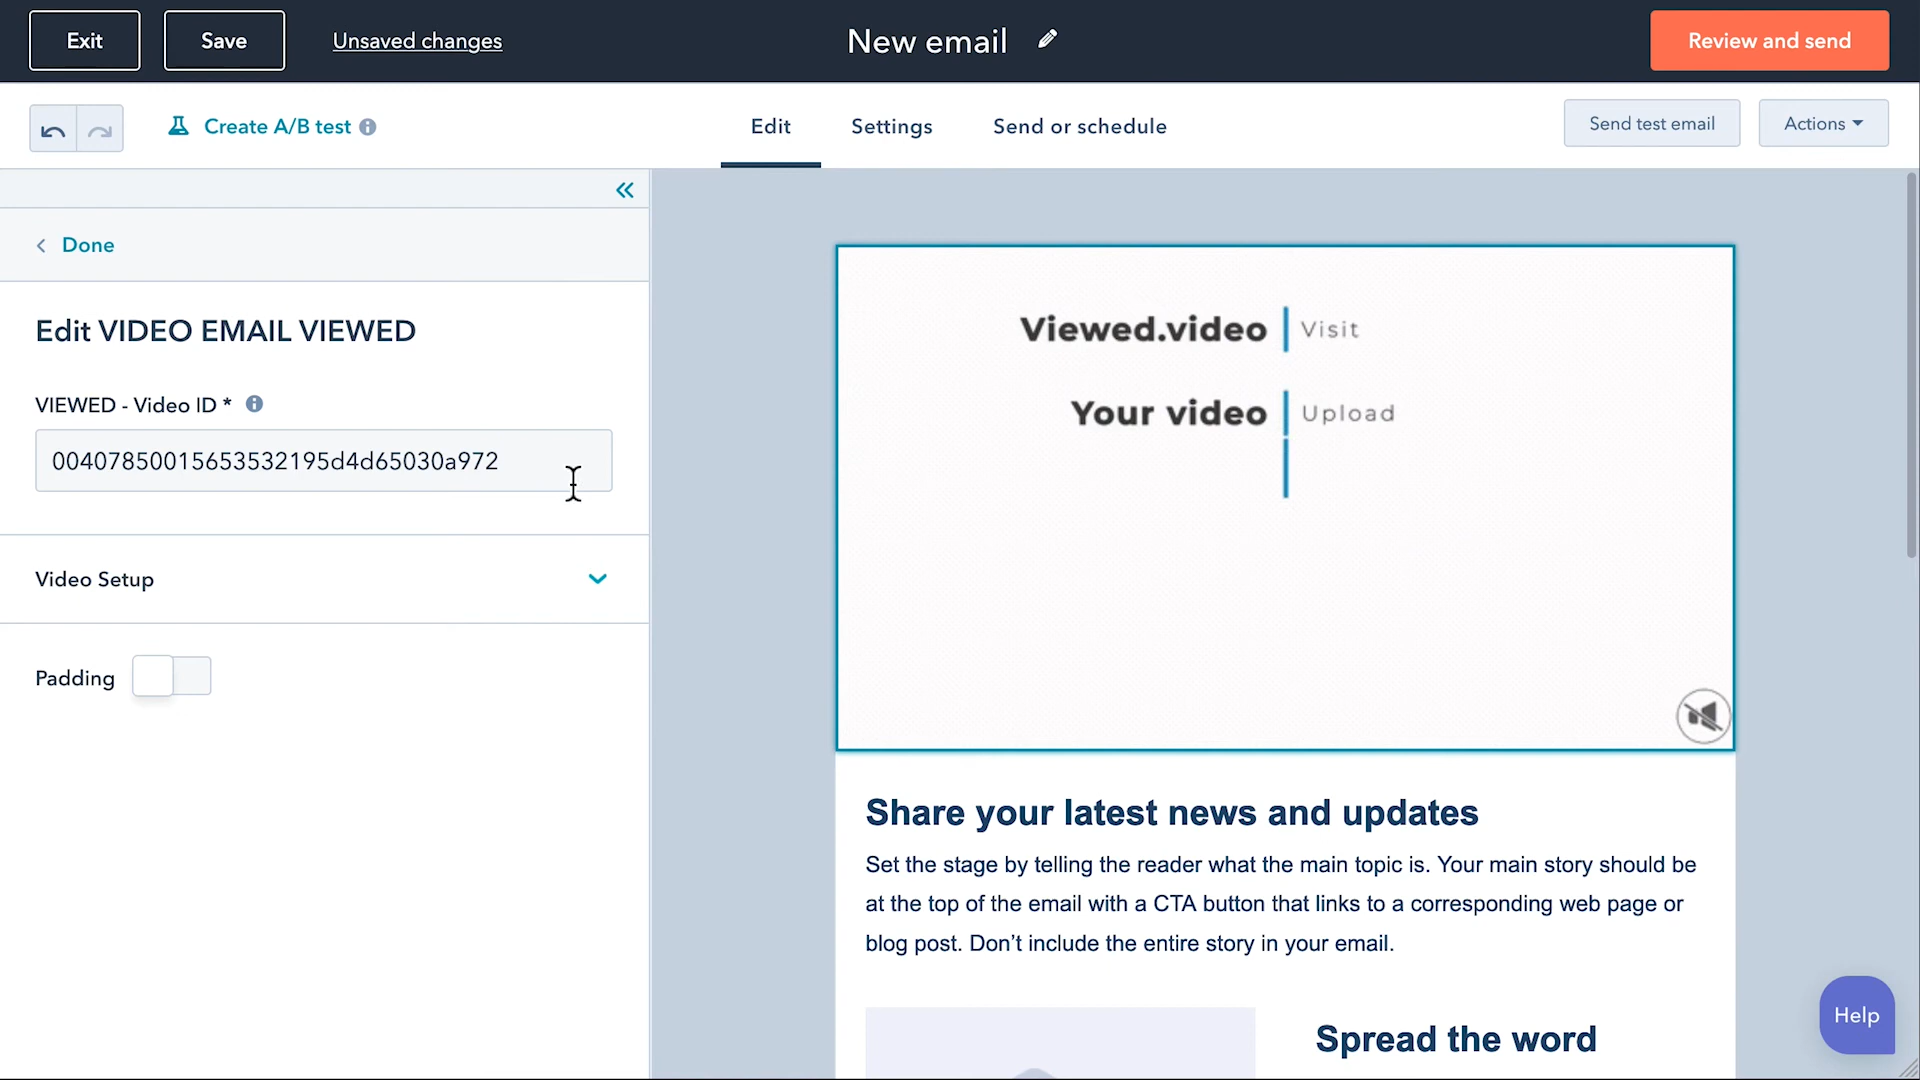 Exit
Save
Unsaved changes
New email
Review and send
Create A/B test
Edit
Settings
Send or schedule
Send test email
Actions
Done
Edit VIDEO EMAIL VIEWED
VIEWED - Video ID *
00407850015653532195d4d65030a972
Video Setup
Padding
Viewed.video
Visit
Your video
Upload
Share your latest news and updates
Set the stage by telling the reader what the main topic is. Your main story should be
at the top of the email with a CTA button that links to a corresponding web page or
blog post. Don’t include the entire story in your email.
Spread the word
Help